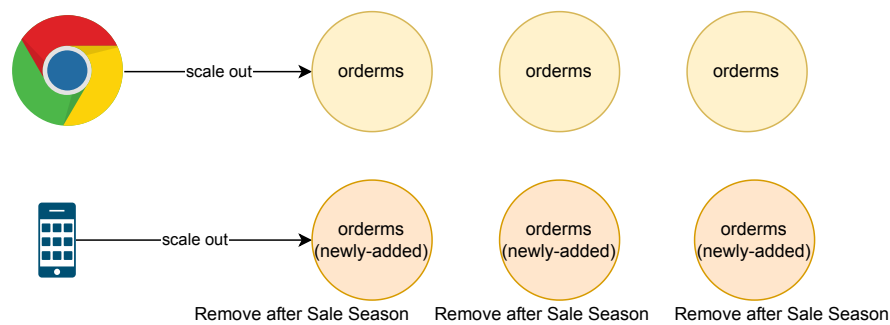 scale out
orderms
orderms
orderms
scale out
orderms
(newly-added)
orderms
(newly-added)
orderms
(newly-added)
Remove after Sale Season
Remove after Sale Season
Remove after Sale Season